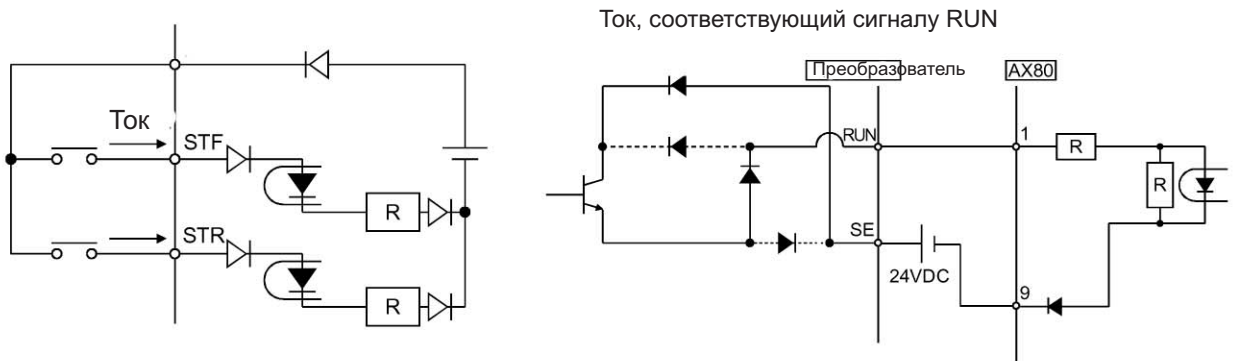 Ток, соответствующий сигналу RUN
Преобразователь
AX80
Ток
STF
R
STR
R
RUN
1
R
R
SE
24VDC
9